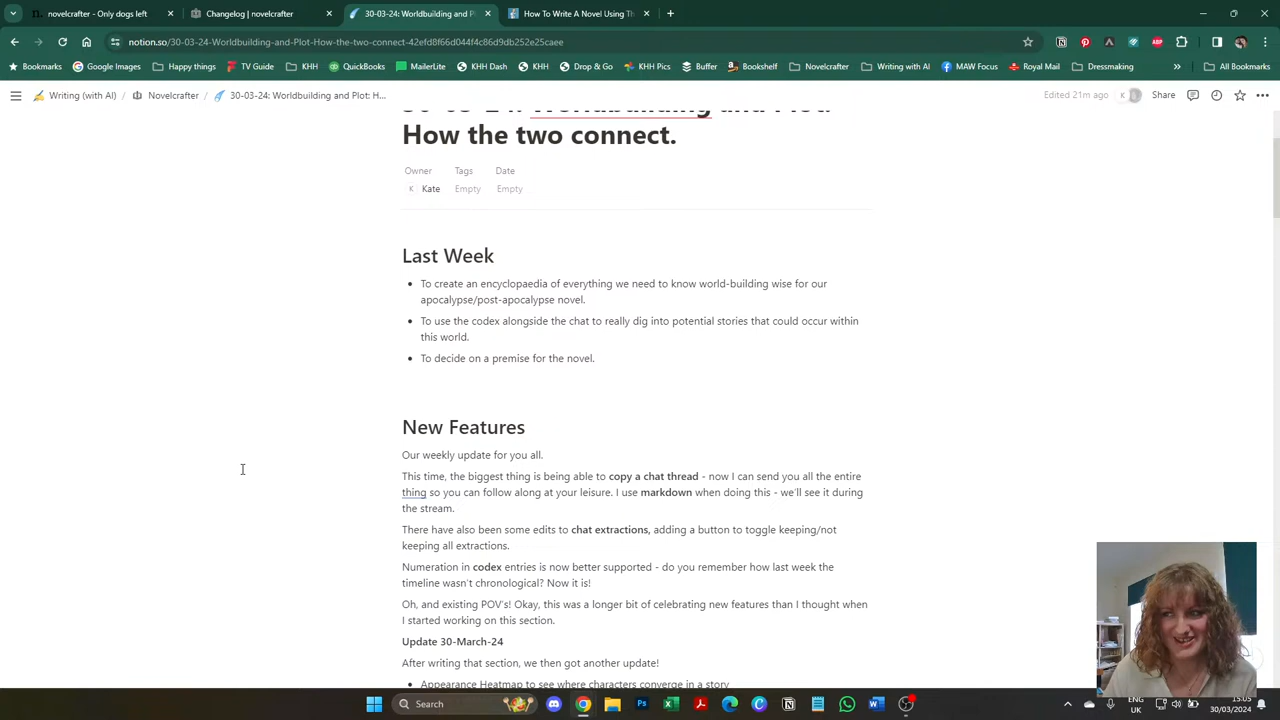 novelcrafter - Only dogs left
Changelog | novelcrafter
30-03-24: Worldbuilding and P
How To Write A Novel Using Th
notion.so/30-03-24-Worldbuilding-and-Plot-How-the-two-connect-42efd8f66d044f4c86d9db252e25caee
Bookmarks
Google Images
Happy things
TV Guide
KHH
QuickBooks
MailerLite
KHH Dash
KHH
Drop & Go
KHH Pics
Buffer
Bookshelf
Novelcrafter
Dressmaking
MAW Focus
Royal Mail
Art
All Bookmarks
Writing (with AI) / Novelcrafter / 30-03-24: Worldbuilding and Plot: H...
Edited 21m ago
K
Share
30-03-24: Worldbuilding and Plot:
How the two connect.
Owner Tags Date
K Kate Empty Empty
Last Week
• To create an encyclopaedia of everything we need to know world-building wise for our
apocalypse/post-apocalypse novel.
• To use the codex alongside the chat to really dig into potential stories that could occur within
this world.
• To decide on a premise for the novel.
New Features
Our weekly update for you all.
This time, the biggest thing is being able to copy a chat thread - now I can send you all the entire
thing so you can follow along at your leisure. I use markdown when doing this - we'll see it during
the stream.
There have also been some edits to chat extractions, adding a button to toggle keeping/not
keeping all extractions.
Numeration in codex entries is now better supported - do you remember how last week the
timeline wasn't chronological? Now it is!
Oh, and existing POV's! Okay, this was a longer bit of celebrating new features than I thought when
I started working on this section.
Update 30-March-24
After writing that section, we then got another update!
• Appearance Heatmap to see where characters converge in a story
Search
ENG
UK
15:05
30/03/2024